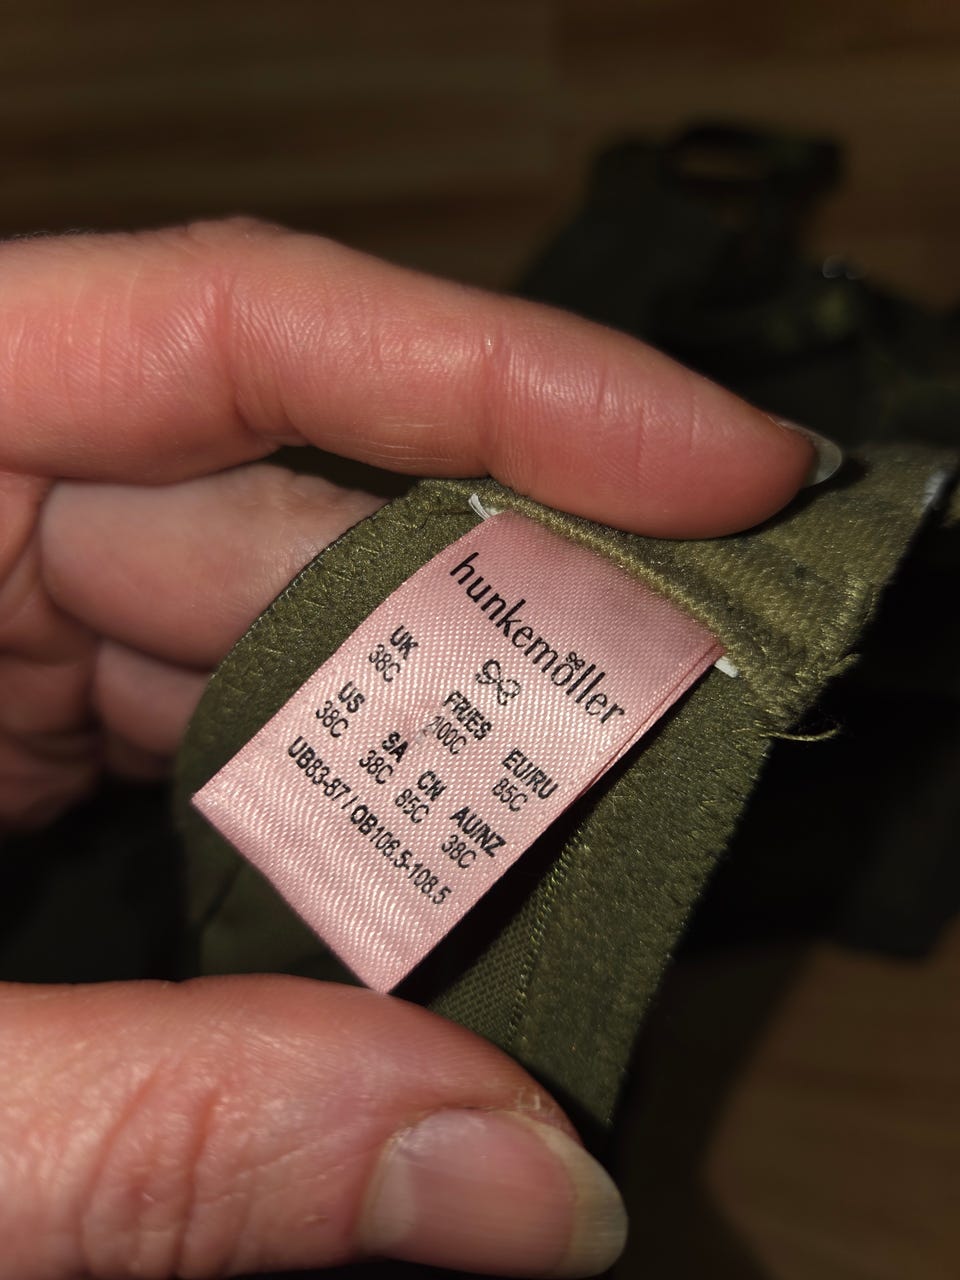 hunkemöller
UK FR/ES EU/RU
38C 100C 85C
US SA CN AU/NZ
38C 38C 85C 38C
UB83-87 / OB106.5-108.5